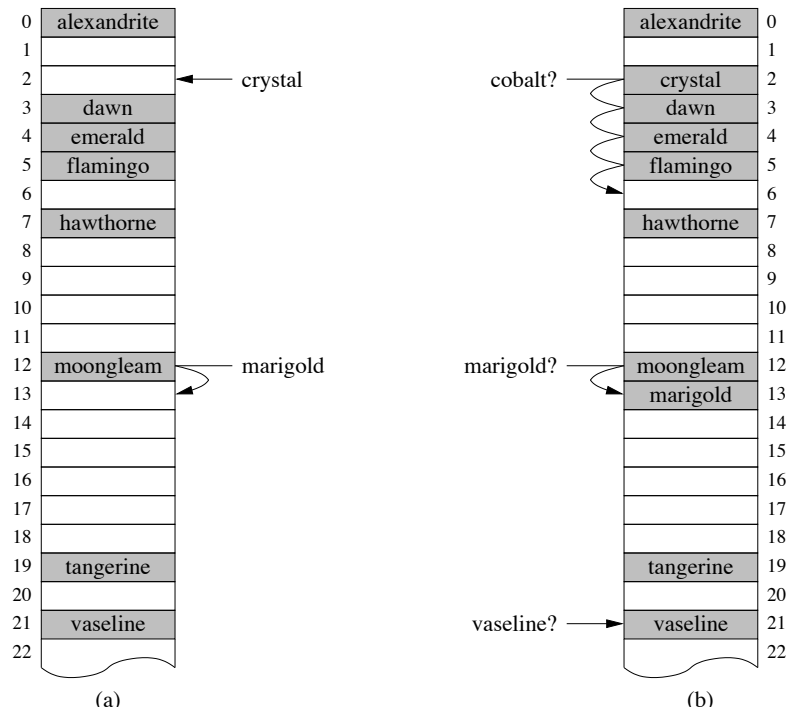 0 alexandrite
1
2 crystal
3 dawn
4 emerald
5 flamingo
6
7 hawthorne
8
9
10
11
12 moongleam marigold
13
14
15
16
17
18
19 tangerine
20
21 vaseline
22
(a)
alexandrite 0
1
cobalt? crystal 2
dawn 3
emerald 4
flamingo 5
6
hawthorne 7
8
9
10
11
marigold? moongleam 12
marigold 13
14
15
16
17
18
tangerine 19
20
vaseline? vaseline 21
22
(b)